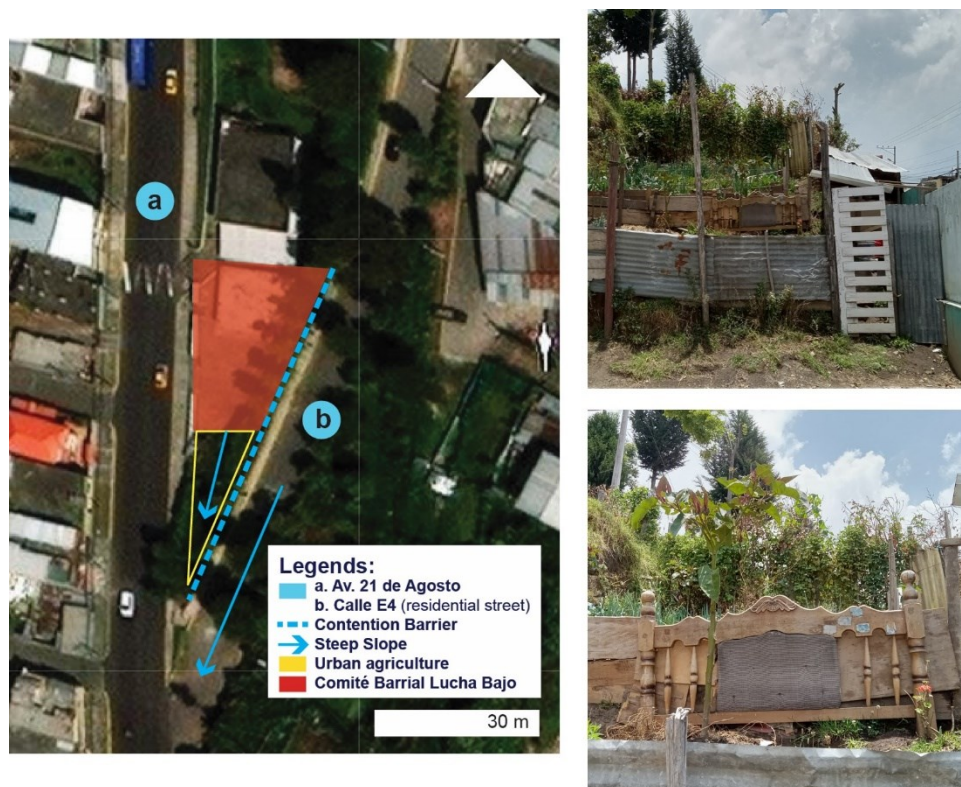 a
b
Legends:
a. Av. 21 de Agosto
b. Calle E4 (residential street)
Contention Barrier
Steep Slope
Urban agriculture
Comité Barrial Lucha Bajo
30 m